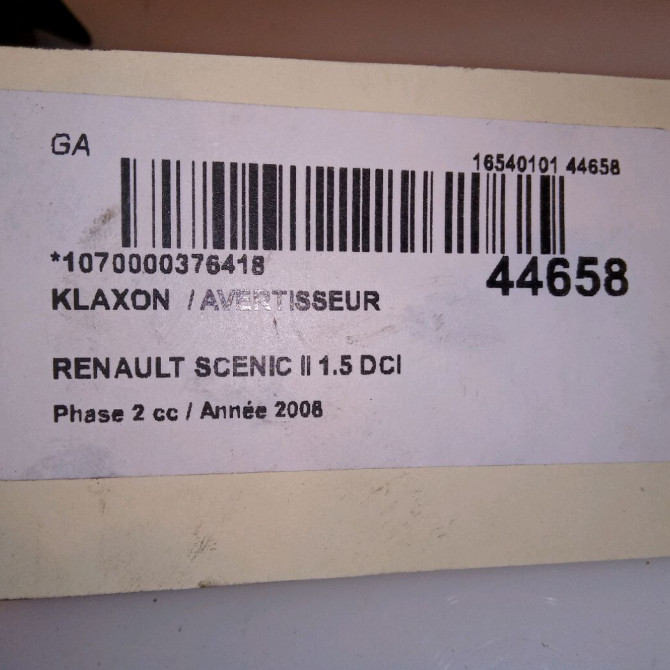 GA
16540101 44658
*1070000376418
44658
KLAXON / AVERTISSEUR
RENAULT SCENIC II 1.5 DCI
Phase 2 cc / Année 2008